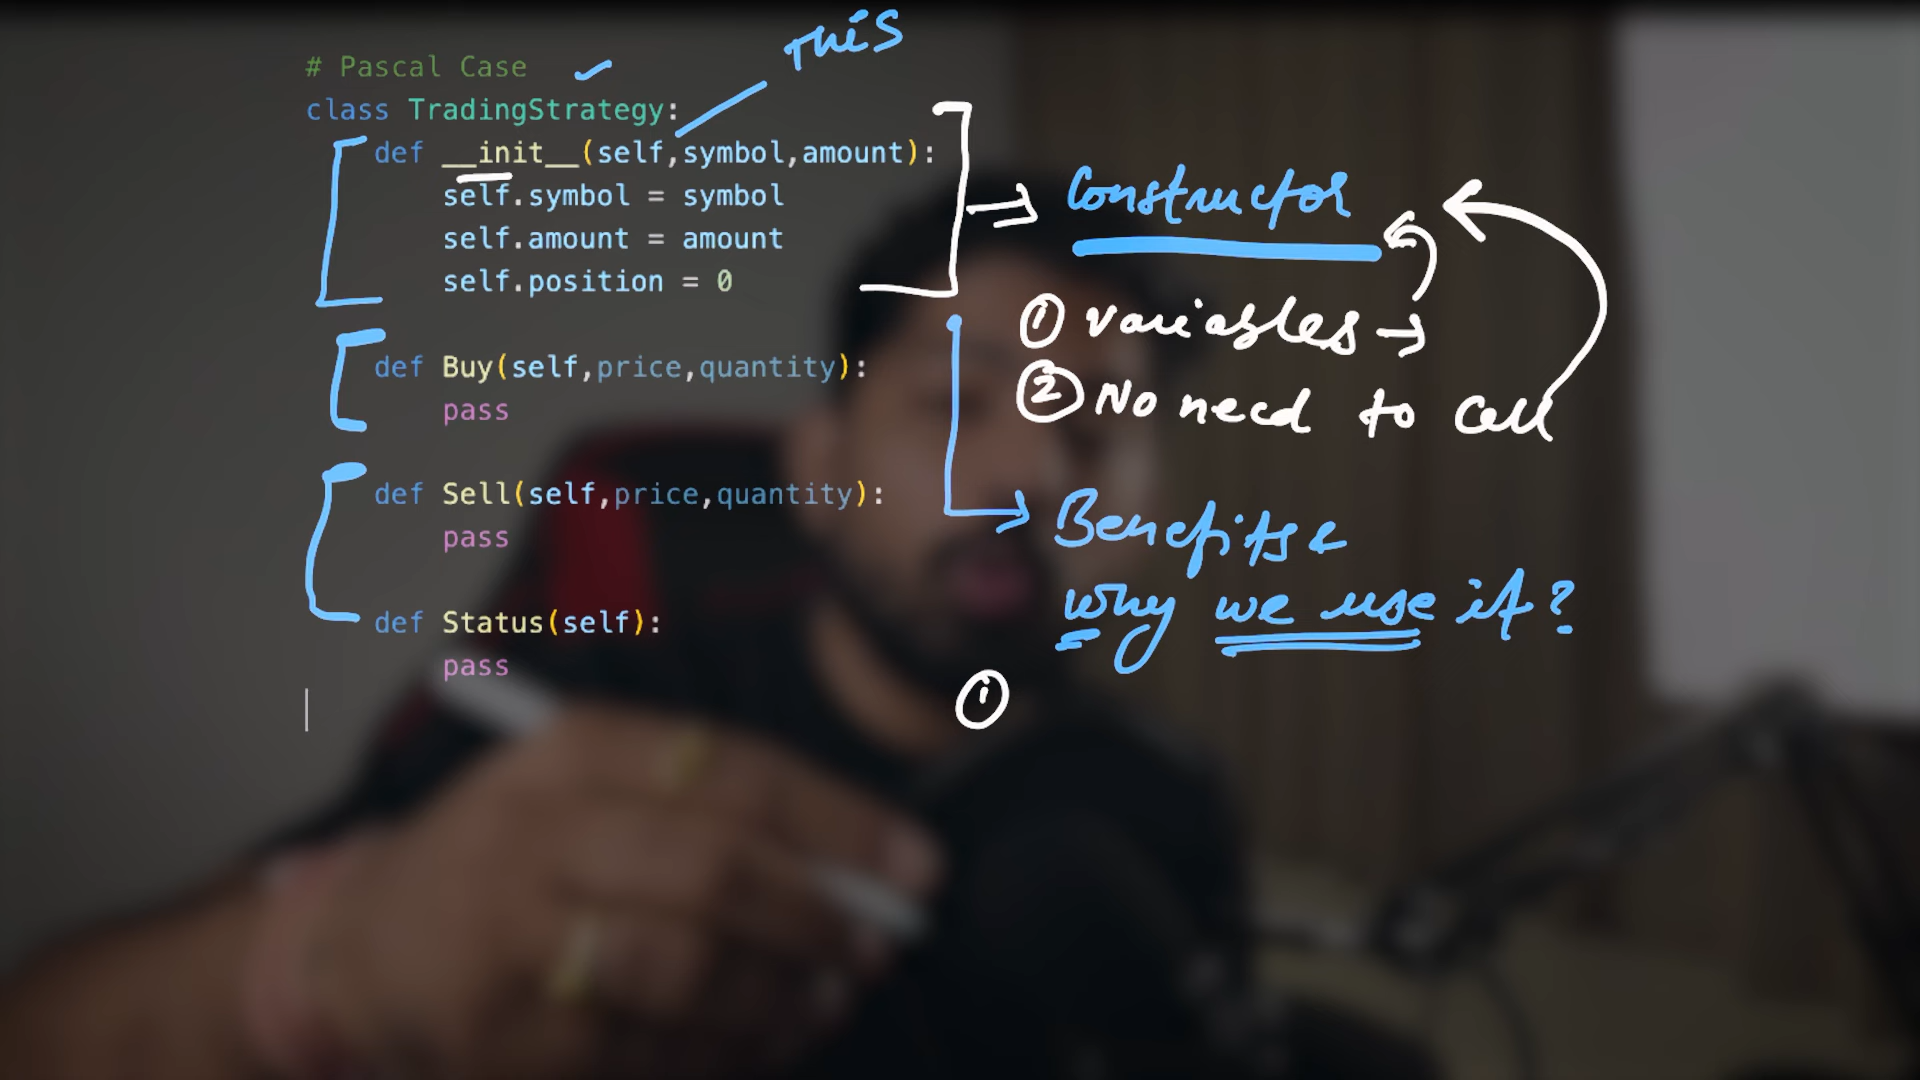 # Pascal Case
class TradingStrategy:
def __init__(self,symbol,amount):
self.symbol = symbol
self.amount = amount
self.position = 0
def Buy(self,price,quantity):
pass
def Sell(self,price,quantity):
pass
def Status(self):
pass
THiS
Constructor
① variables →
② No need to call
Benefits &
why we use it?
①